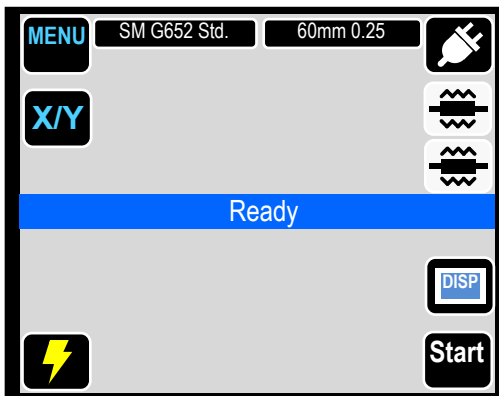 MENU SM G652 Std. 60mm 0.25
X/Y
Ready
DISP
Start